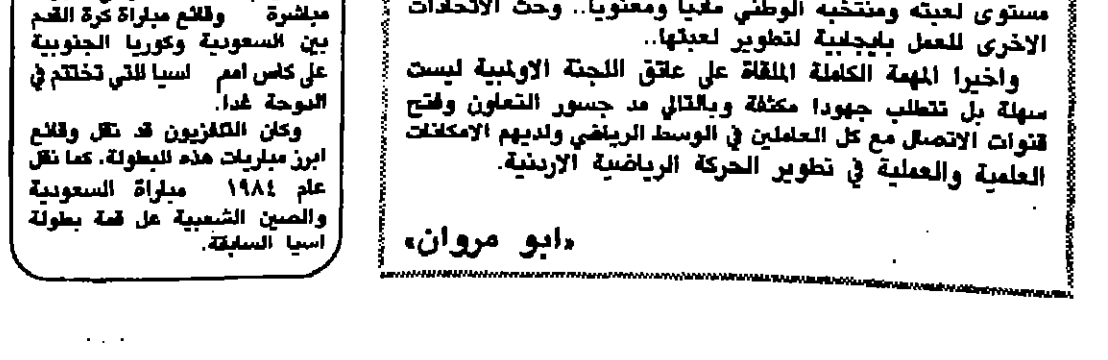 مستوى لعبته ومنتخبه الوطني ماديا ومعنويا.. وحث الاتحادات
الاخرى للعمل بايجابية لتطوير لعبتها..
واخيرا المهمة الكاملة الملقاة على عاتق اللجنة الاولمبية ليست
سهلة بل تتطلب جهودا مكثفة وبالتالي مد جسور التعاون وفتح
قنوات الاتصال مع كل العاملين في الوسط الرياضي ولديهم الامكانات
العلمية والعملية في تطوير الحركة الرياضية الاردنية.
«ابو مروان»
مباشرة وقائع مباراة كرة القدم
بين السعودية وكوريا الجنوبية
على كاس امم اسيا التي تختتم في
الدوحة غدا.
وكان التلفزيون قد نقل وقائع
ابرز مباريات هذه البطولة. كما نقل
عام ١٩٨٤ مباراة السعودية
والصين الشعبية على قمة بطولة
اسيا السابقة.